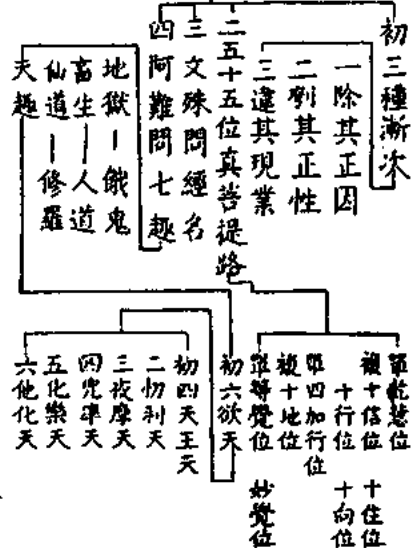 初三種漸次
一除其正因
二刳其正性
三違其現業
二五十五位真菩提路
三文殊問經名
四阿難問七趣
地獄－餓鬼
畜生－人道
仙道－修羅
天趣
單乾慧位
複十信位 十住位
十行位 十向位
單四加行位
複十地位
單等覺位 妙覺位
初六欲天
初四天王天
二忉利天
三夜摩天
四兜率天
五化樂天
六他化天